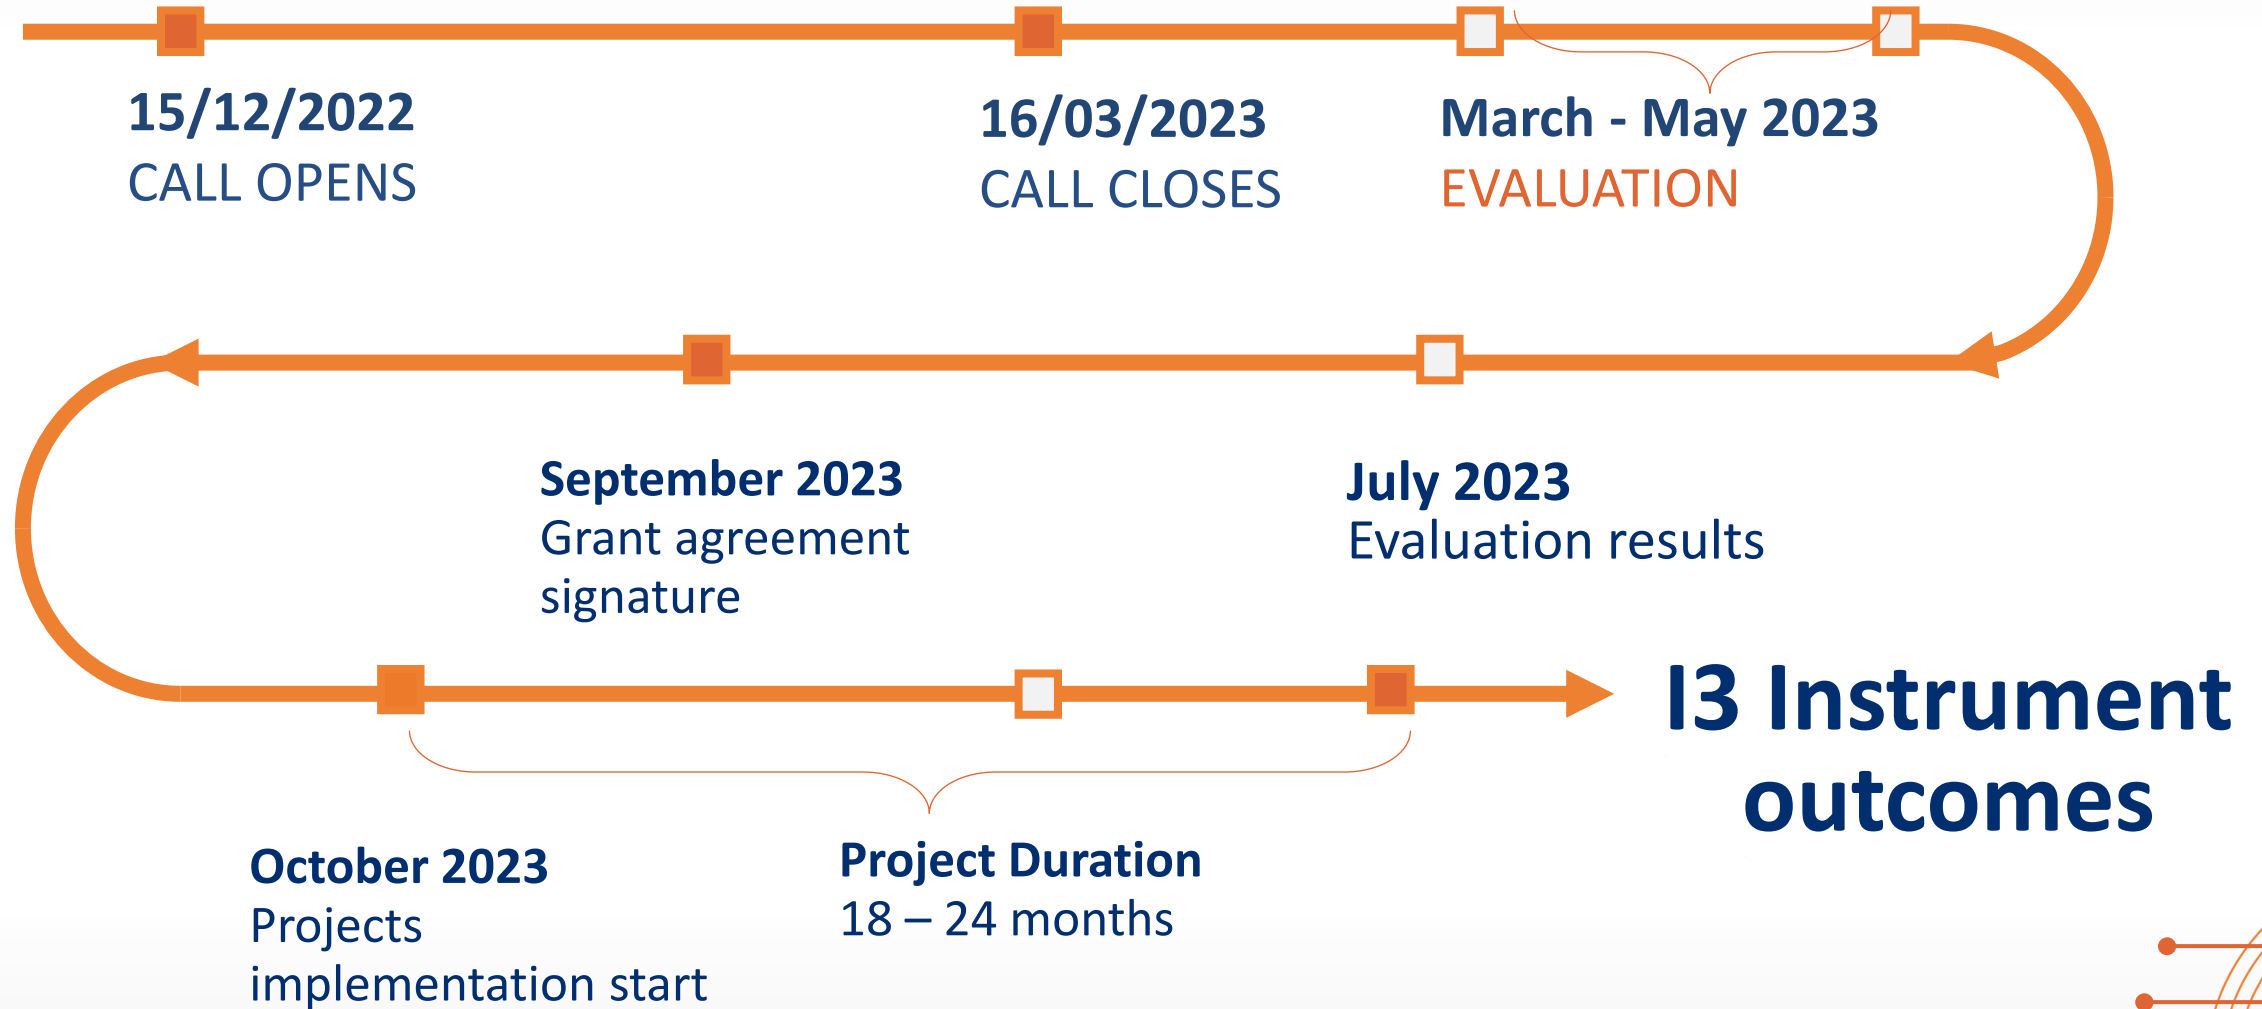 15/12/2022
CALL OPENS
16/03/2023
CALL CLOSES
March - May 2023
EVALUATION
September 2023
Grant agreement
signature
July 2023
Evaluation results
I3 Instrument
outcomes
October 2023
Projects
implementation start
Project Duration
18 – 24 months